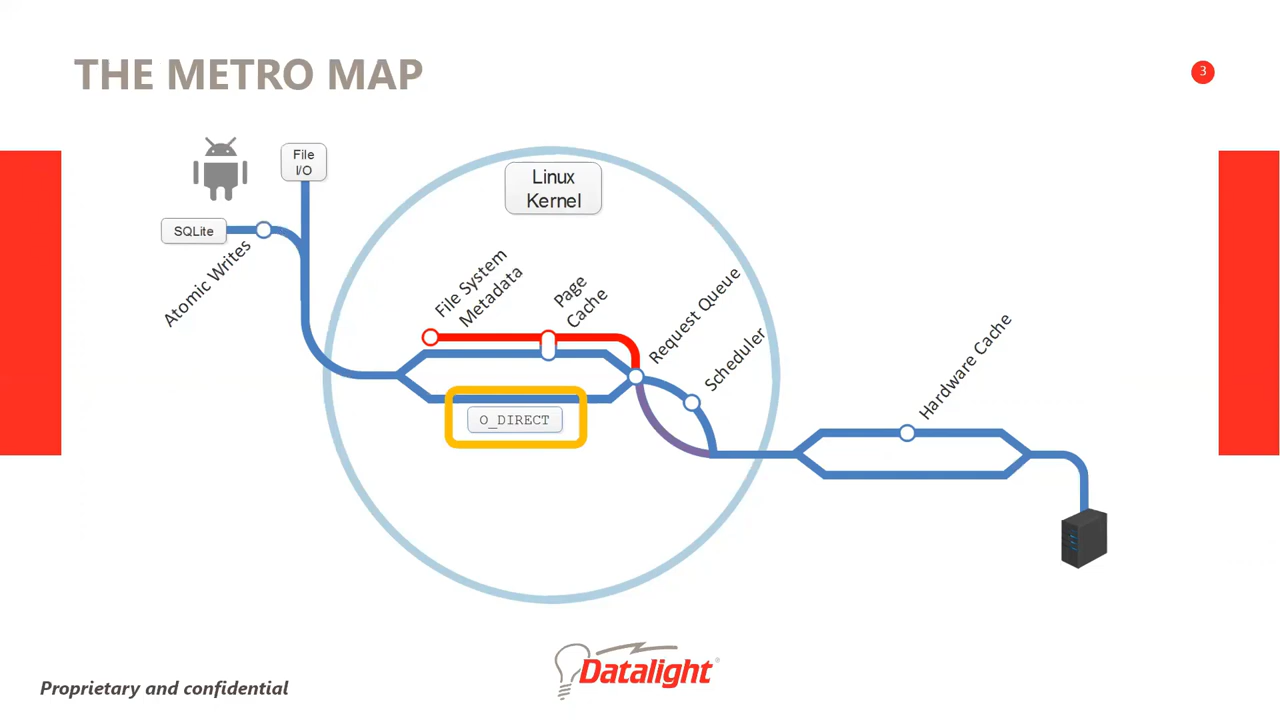 THE METRO MAP
3
File
I/O
SQLite
Atomic Writes
Linux
Kernel
File System
Metadata
Page
Cache
Request Queue
Scheduler
Hardware Cache
O_DIRECT
Datalight®
Proprietary and confidential